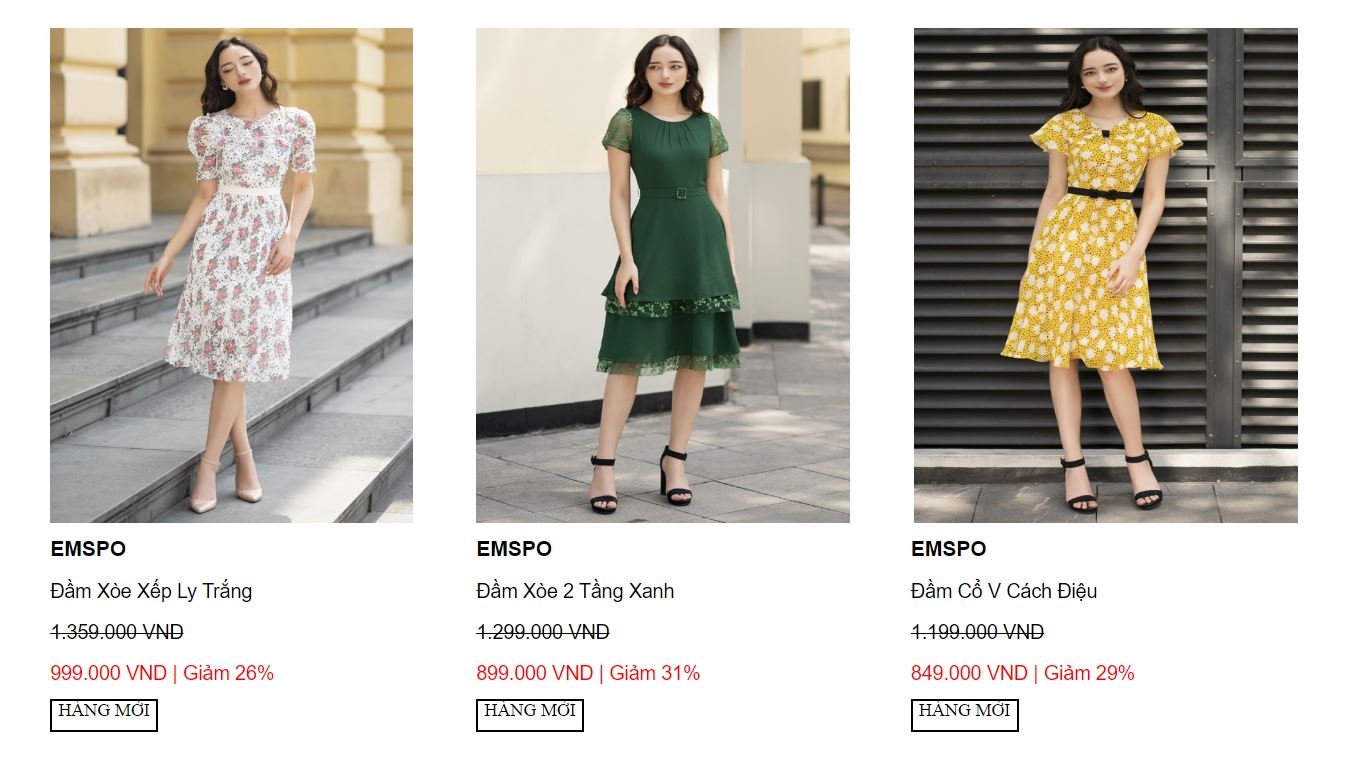 EMSPO
Đầm Xòe Xếp Ly Trắng
1.359.000 VND
999.000 VND | Giảm 26%
HÀNG MỚI
EMSPO
Đầm Xòe 2 Tầng Xanh
1.299.000 VND
899.000 VND | Giảm 31%
HÀNG MỚI
EMSPO
Đầm Cổ V Cách Điệu
1.199.000 VND
849.000 VND | Giảm 29%
HÀNG MỚI